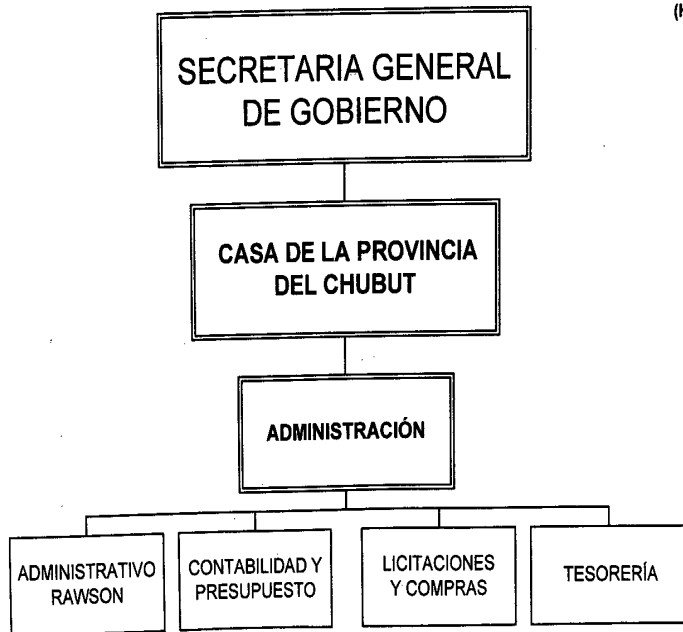 SECRETARIA GENERAL
DE GOBIERNO
CASA DE LA PROVINCIA
DEL CHUBUT
ADMINISTRACIÓN
ADMINISTRATIVO
RAWSON
CONTABILIDAD Y
PRESUPUESTO
LICITACIONES
Y COMPRAS
TESORERÍA